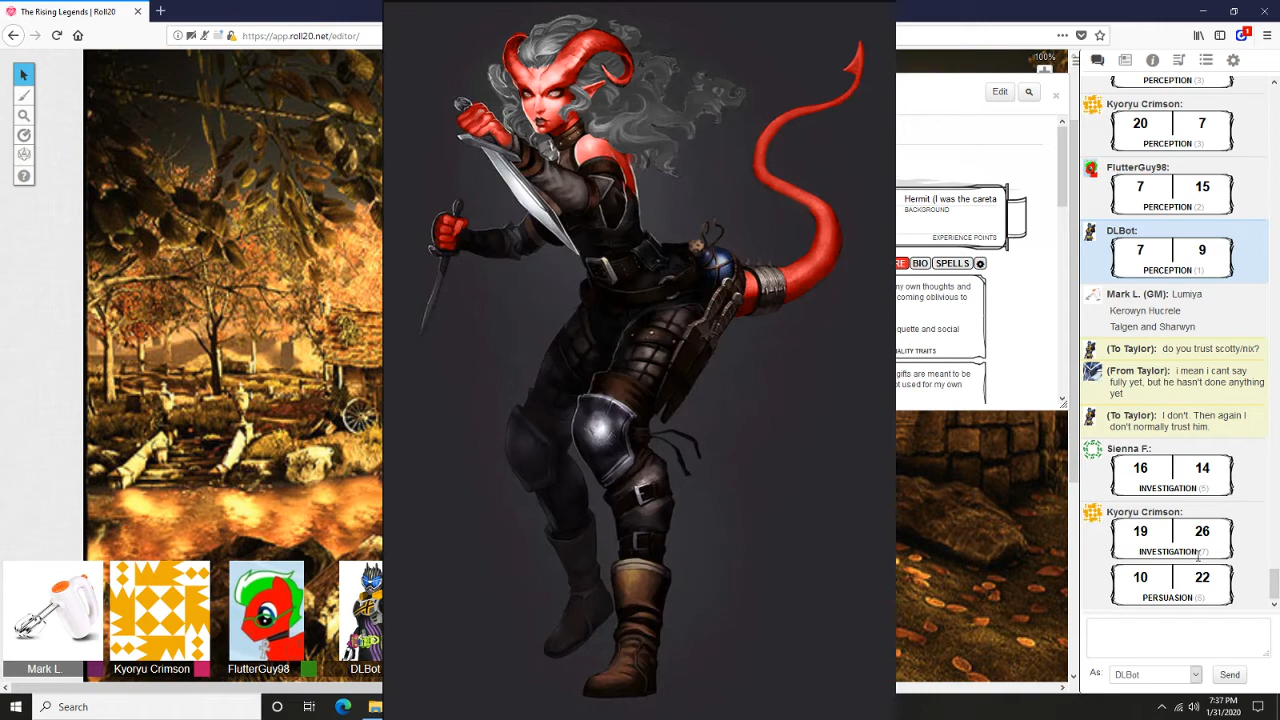 The Rising Legends | Roll20
https://app.roll20.net/editor/
100%
Edit
Hermit (I was the careta
BACKGROUND
EXPERIENCE POINTS
BIO
SPELLS
my own thoughts and
coming oblivious to
quette and social
ALITY TRAITS
gifts are meant to be
ot used for my own
PERCEPTION (3)
Kyoryu Crimson:
20 7
PERCEPTION (3)
FlutterGuy98:
7 15
PERCEPTION (2)
DLBot:
7 9
PERCEPTION (1)
Mark L. (GM): Lumiya
Kerowyn Hucrele
Talgen and Sharwyn
(To Taylor): do you trust scotty/nix?
(From Taylor): i mean i cant say
fully yet, but he hasn't done anything
yet
(To Taylor): I don't. Then again I
don't normally trust him.
Sienna F.:
16 14
INVESTIGATION (5)
Kyoryu Crimson:
19 26
INVESTIGATION (7)
10 22
PERSUASION (6)
Mark L.
Kyoryu Crimson
FlutterGuy98
DLBot
As:
DLBot
Send
Search
7:37 PM
1/31/2020